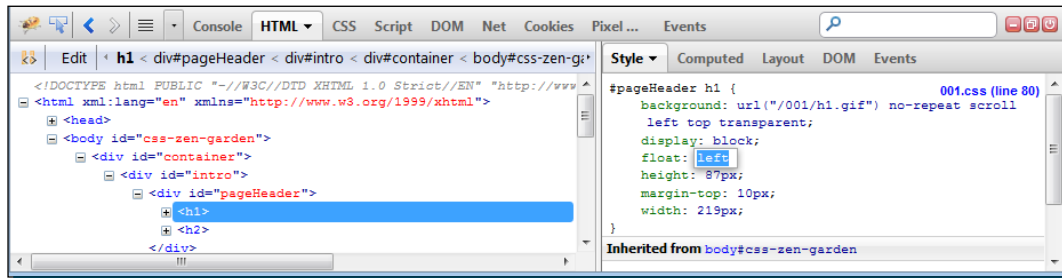 Console HTML CSS Script DOM Net Cookies Pixel ... Events
Edit h1 < div#pageHeader < div#intro < div#container < body#css-zen-ga
Style Computed Layout DOM Events
<!DOCTYPE html PUBLIC "-//W3C//DTD XHTML 1.0 Strict//EN" "http://www
<html xml:lang="en" xmlns="http://www.w3.org/1999/xhtml">
<head>
<body id="css-zen-garden">
<div id="container">
<div id="intro">
<div id="pageHeader">
<h1>
<h2>
</div>
#pageHeader h1 { 001.css (line 80)
background: url("/001/h1.gif") no-repeat scroll
left top transparent;
display: block;
float: left
height: 87px;
margin-top: 10px;
width: 219px;
}
Inherited from body#css-zen-garden